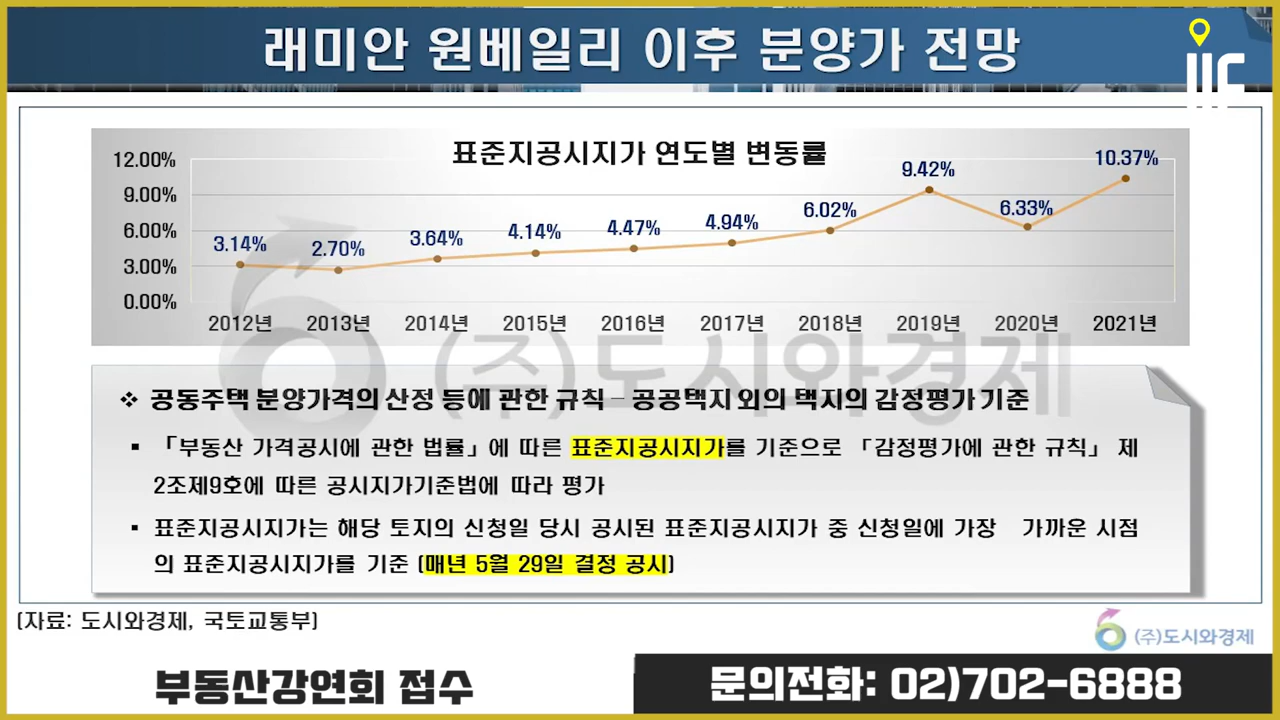 래미안 원베일리 이후 분양가 전망
표준지공시지가 연도별 변동률
12.00%
9.00%
6.00%
3.00%
0.00%
3.14%
2.70%
3.64%
4.14%
4.47%
4.94%
6.02%
9.42%
6.33%
10.37%
2012년 2013년 2014년 2015년 2016년 2017년 2018년 2019년 2020년 2021년
(주)도시와경제
❖ 공동주택 분양가격의 산정 등에 관한 규칙 – 공공택지 외의 택지의 감정평가 기준
▪ 「부동산 가격공시에 관한 법률」에 따른 표준지공시지가를 기준으로 「감정평가에 관한 규칙」 제
2조제9호에 따른 공시지가기준법에 따라 평가
▪ 표준지공시지가는 해당 토지의 신청일 당시 공시된 표준지공시지가 중 신청일에 가장 가까운 시점
의 표준지공시지가를 기준 (매년 5월 29일 결정 공시)
(자료: 도시와경제, 국토교통부)
(주)도시와경제
부동산강연회 접수
문의전화: 02)702-6888